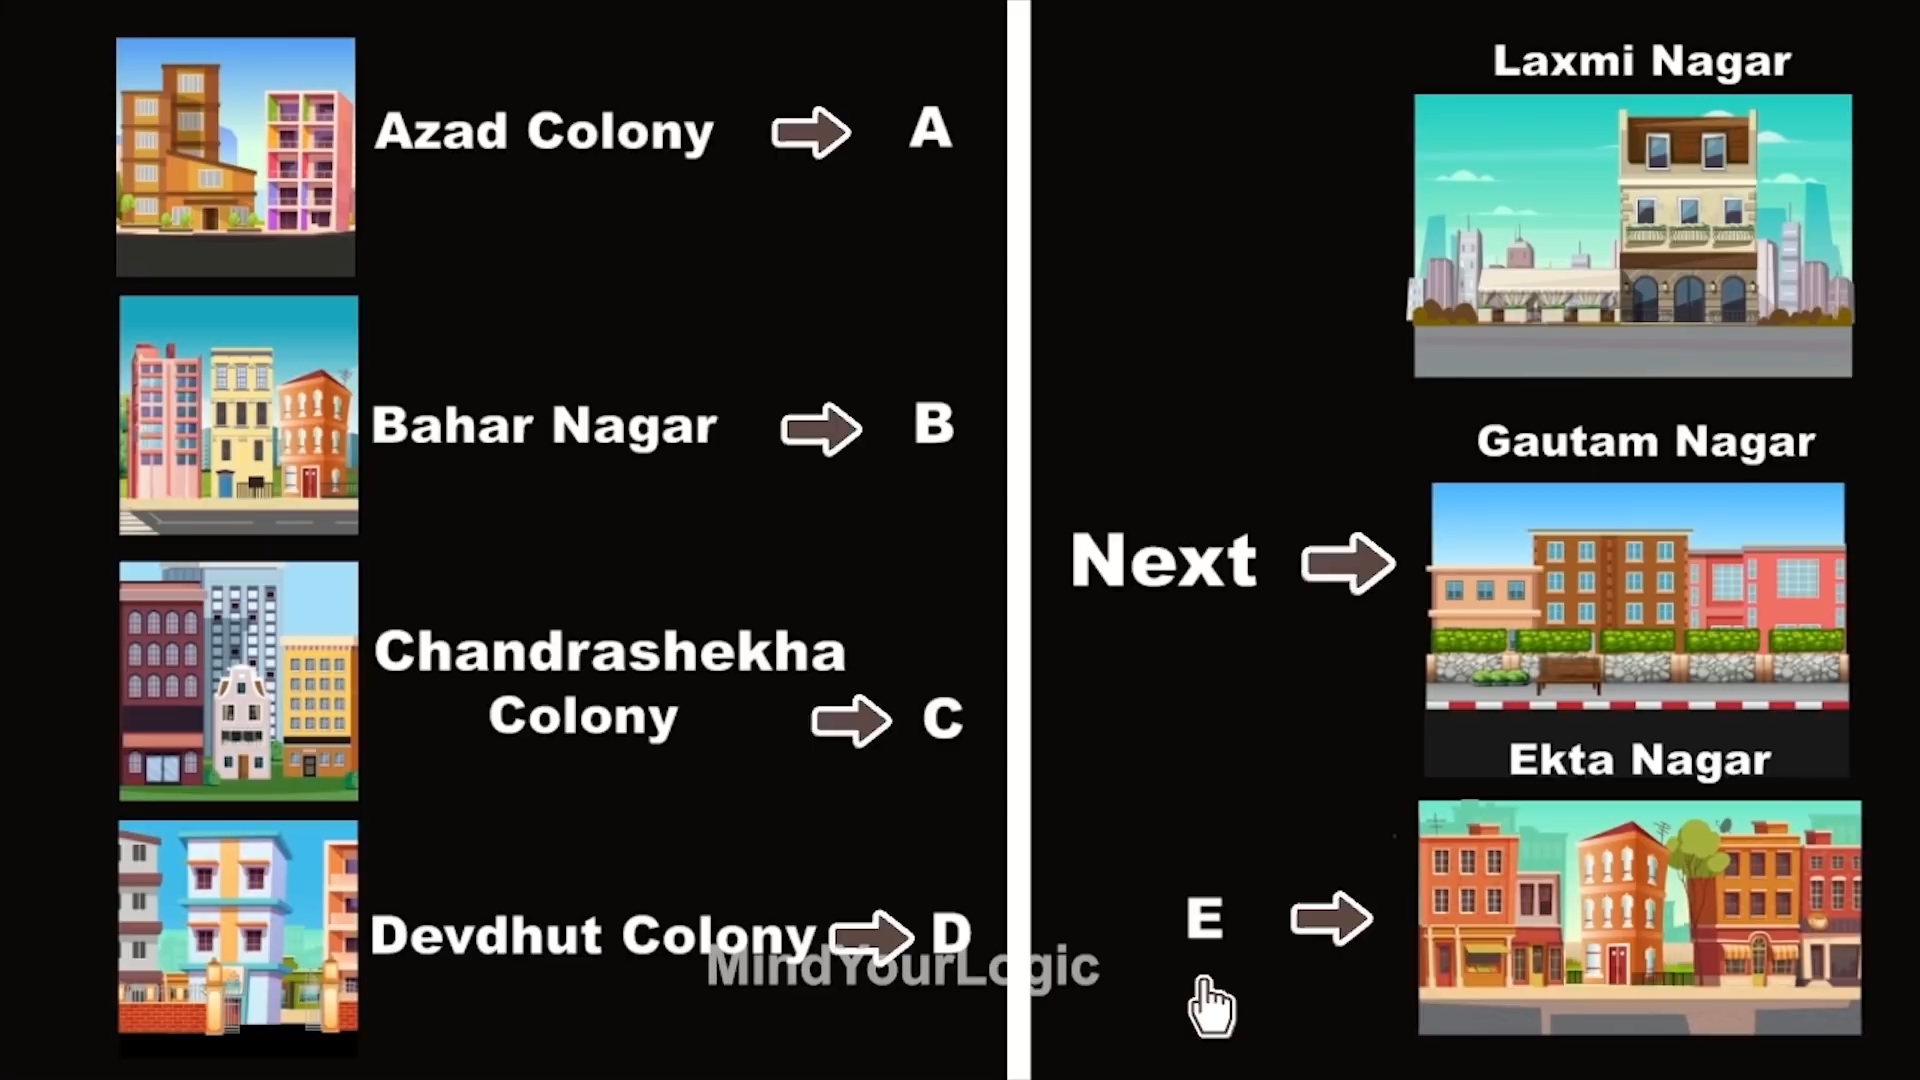 Azad Colony A
Bahar Nagar B
Chandrashekha
Colony C
Devdhut Colony D
MindYourLogic
Laxmi Nagar
Gautam Nagar
Next
Ekta Nagar
E